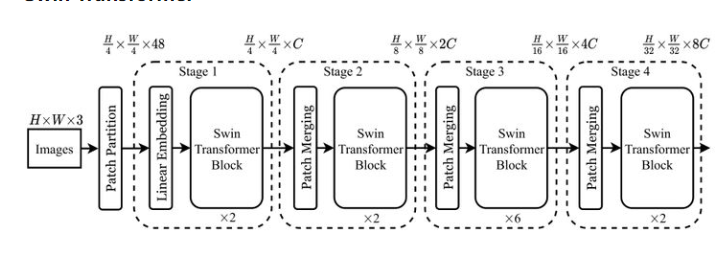 H/4 × W/4 × 48
H/4 × W/4 × C
H/8 × W/8 × 2C
H/16 × W/16 × 4C
H/32 × W/32 × 8C
H×W×3
Images
Patch Partition
Stage 1
Linear Embedding
Swin
Transformer
Block
×2
Stage 2
Patch Merging
Swin
Transformer
Block
×2
Stage 3
Patch Merging
Swin
Transformer
Block
×6
Stage 4
Patch Merging
Swin
Transformer
Block
×2